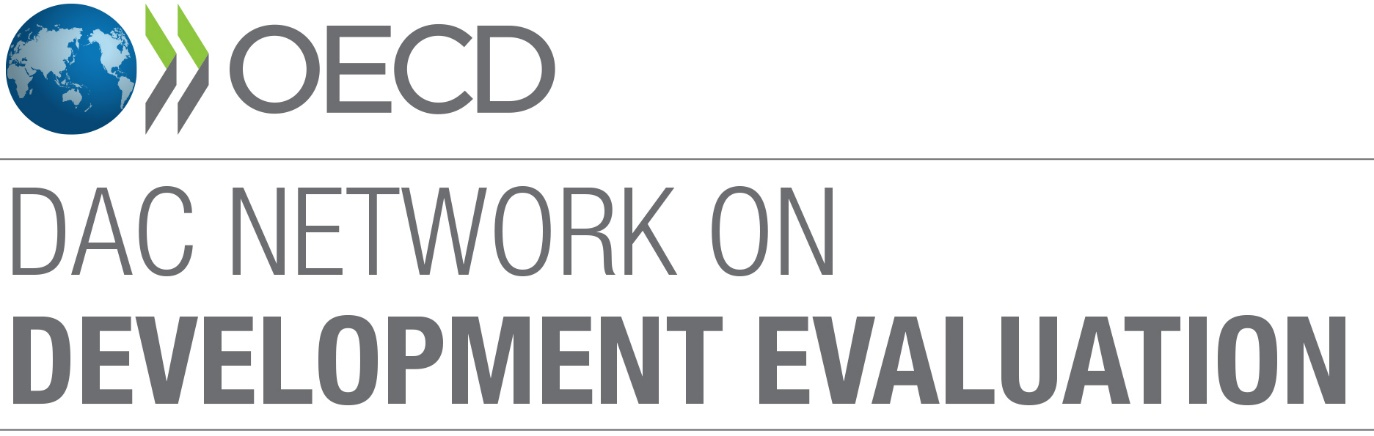 OECD
DAC NETWORK ON
DEVELOPMENT EVALUATION